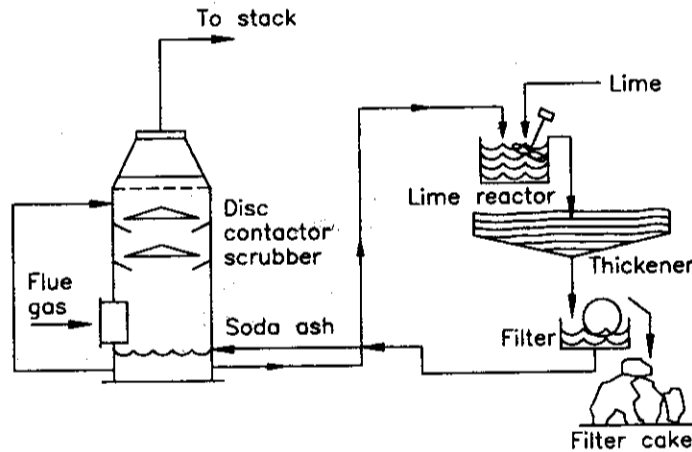 To stack
Lime
Lime reactor
Disc
contactor
scrubber
Thickener
Flue
gas
Soda ash
Filter
Filter cake